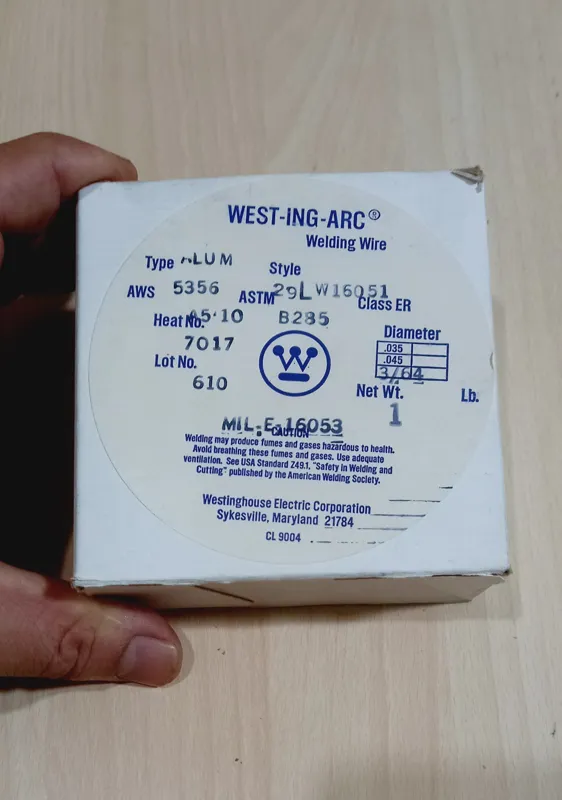 WEST-ING-ARC®
Welding Wire
Type ALUM
Style 29L W16051
AWS 5356 ASTM
Class ER
A5·10 B285
Heat No. 7017
Diameter
.035
.045
3/64
Lot No. 610
Net Wt. 1 Lb.
MIL-E-16053
CAUTION
Welding may produce fumes and gases hazardous to health.
Avoid breathing these fumes and gases. Use adequate
ventilation. See USA Standard Z49.1, "Safety in Welding and
Cutting" published by the American Welding Society.
Westinghouse Electric Corporation
Sykesville, Maryland 21784
CL 9004